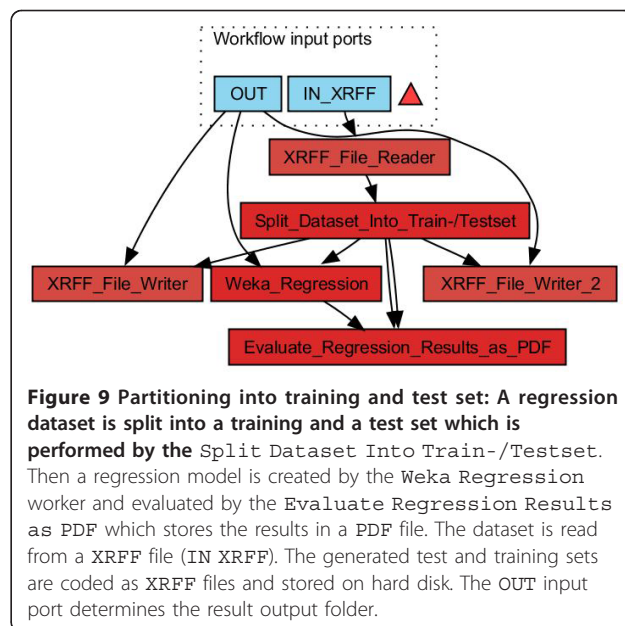 Workflow input ports
OUT
IN_XRFF
XRFF_File_Reader
Split_Dataset_Into_Train-/Testset
XRFF_File_Writer
Weka_Regression
XRFF_File_Writer_2
Evaluate_Regression_Results_as_PDF
Figure 9 Partitioning into training and test set: A regression
dataset is split into a training and a test set which is
performed by the Split Dataset Into Train-/Testset.
Then a regression model is created by the Weka Regression
worker and evaluated by the Evaluate Regression Results
as PDF which stores the results in a PDF file. The dataset is read
from a XRFF file (IN XRFF). The generated test and training sets
are coded as XRFF files and stored on hard disk. The OUT input
port determines the result output folder.